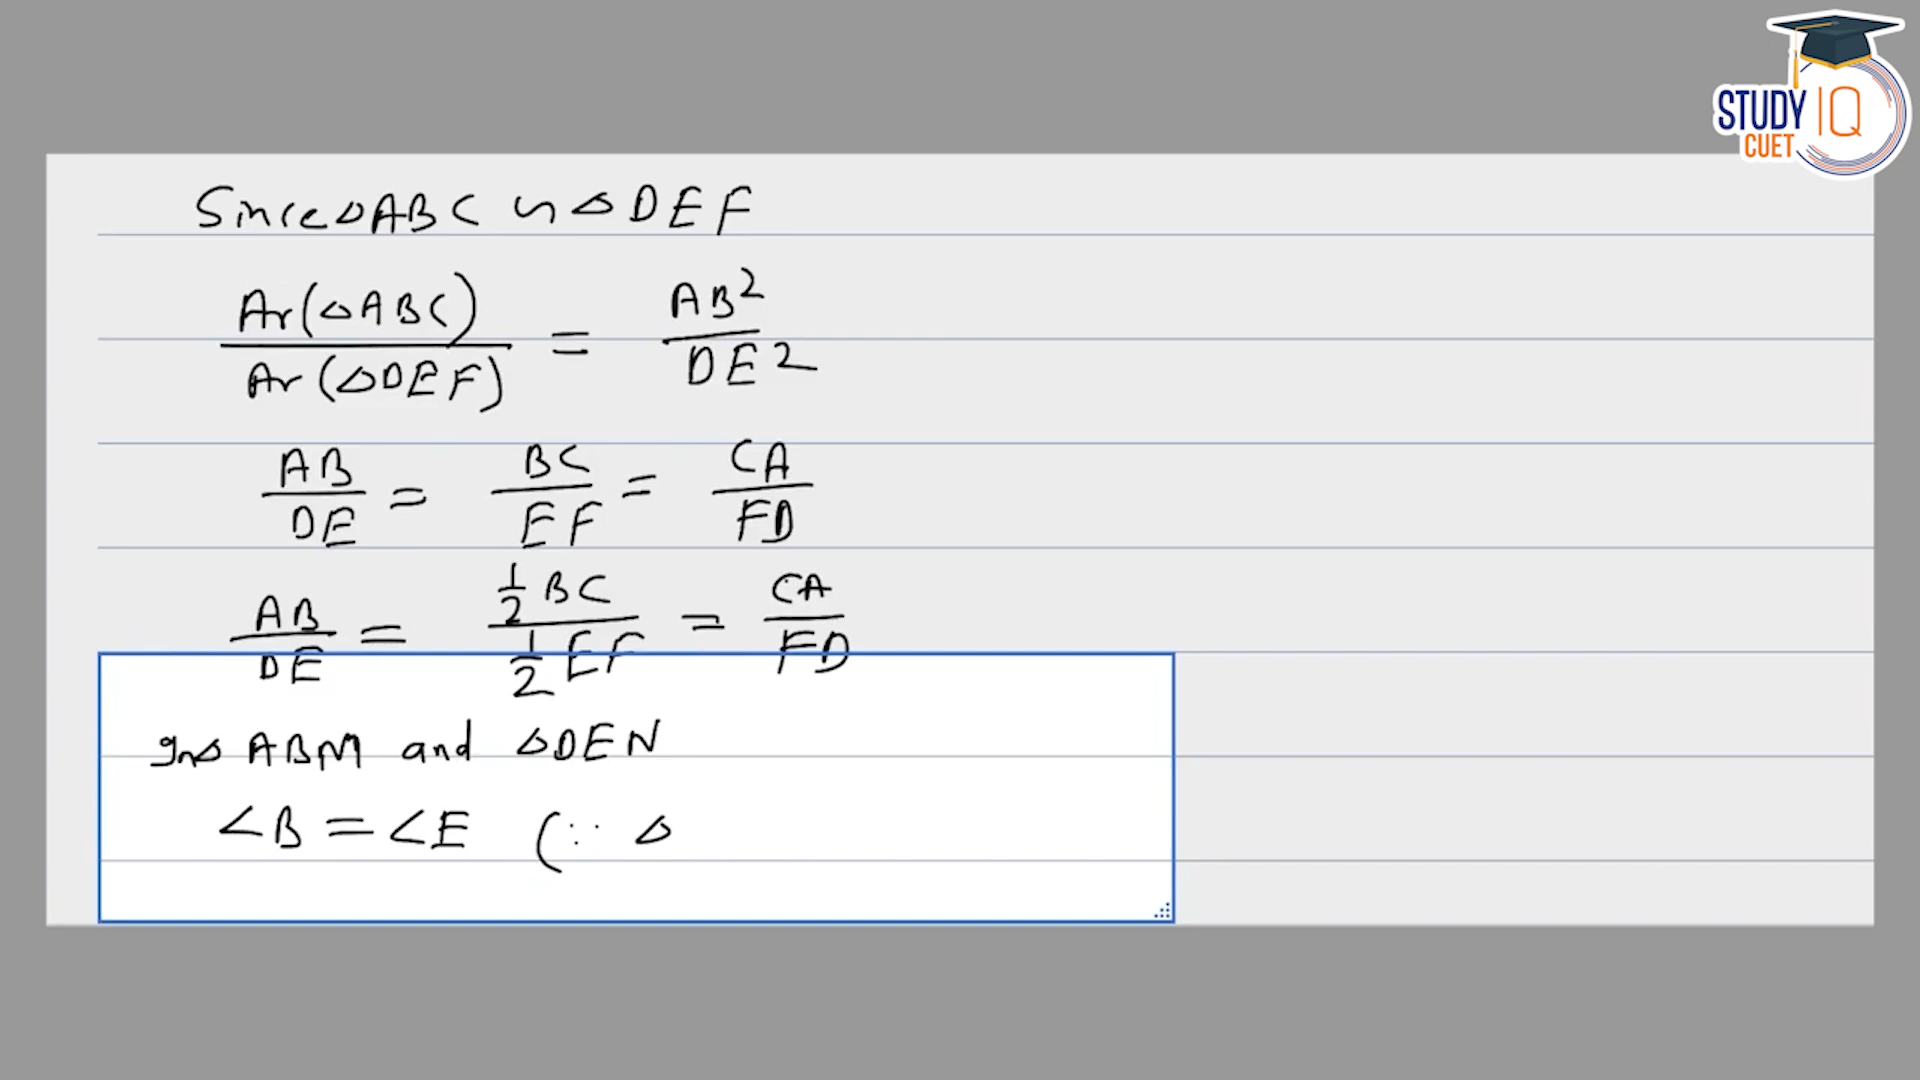 STUDY IQ
CUET
Since △ABC ∽ △DEF
Ar(△ABC)/Ar(△DEF) = AB²/DE²
AB/DE = BC/EF = CA/FD
AB/DE = ½BC/½EF = CA/FD
In△ ABM and △DEN
∠B = ∠E (∵ △